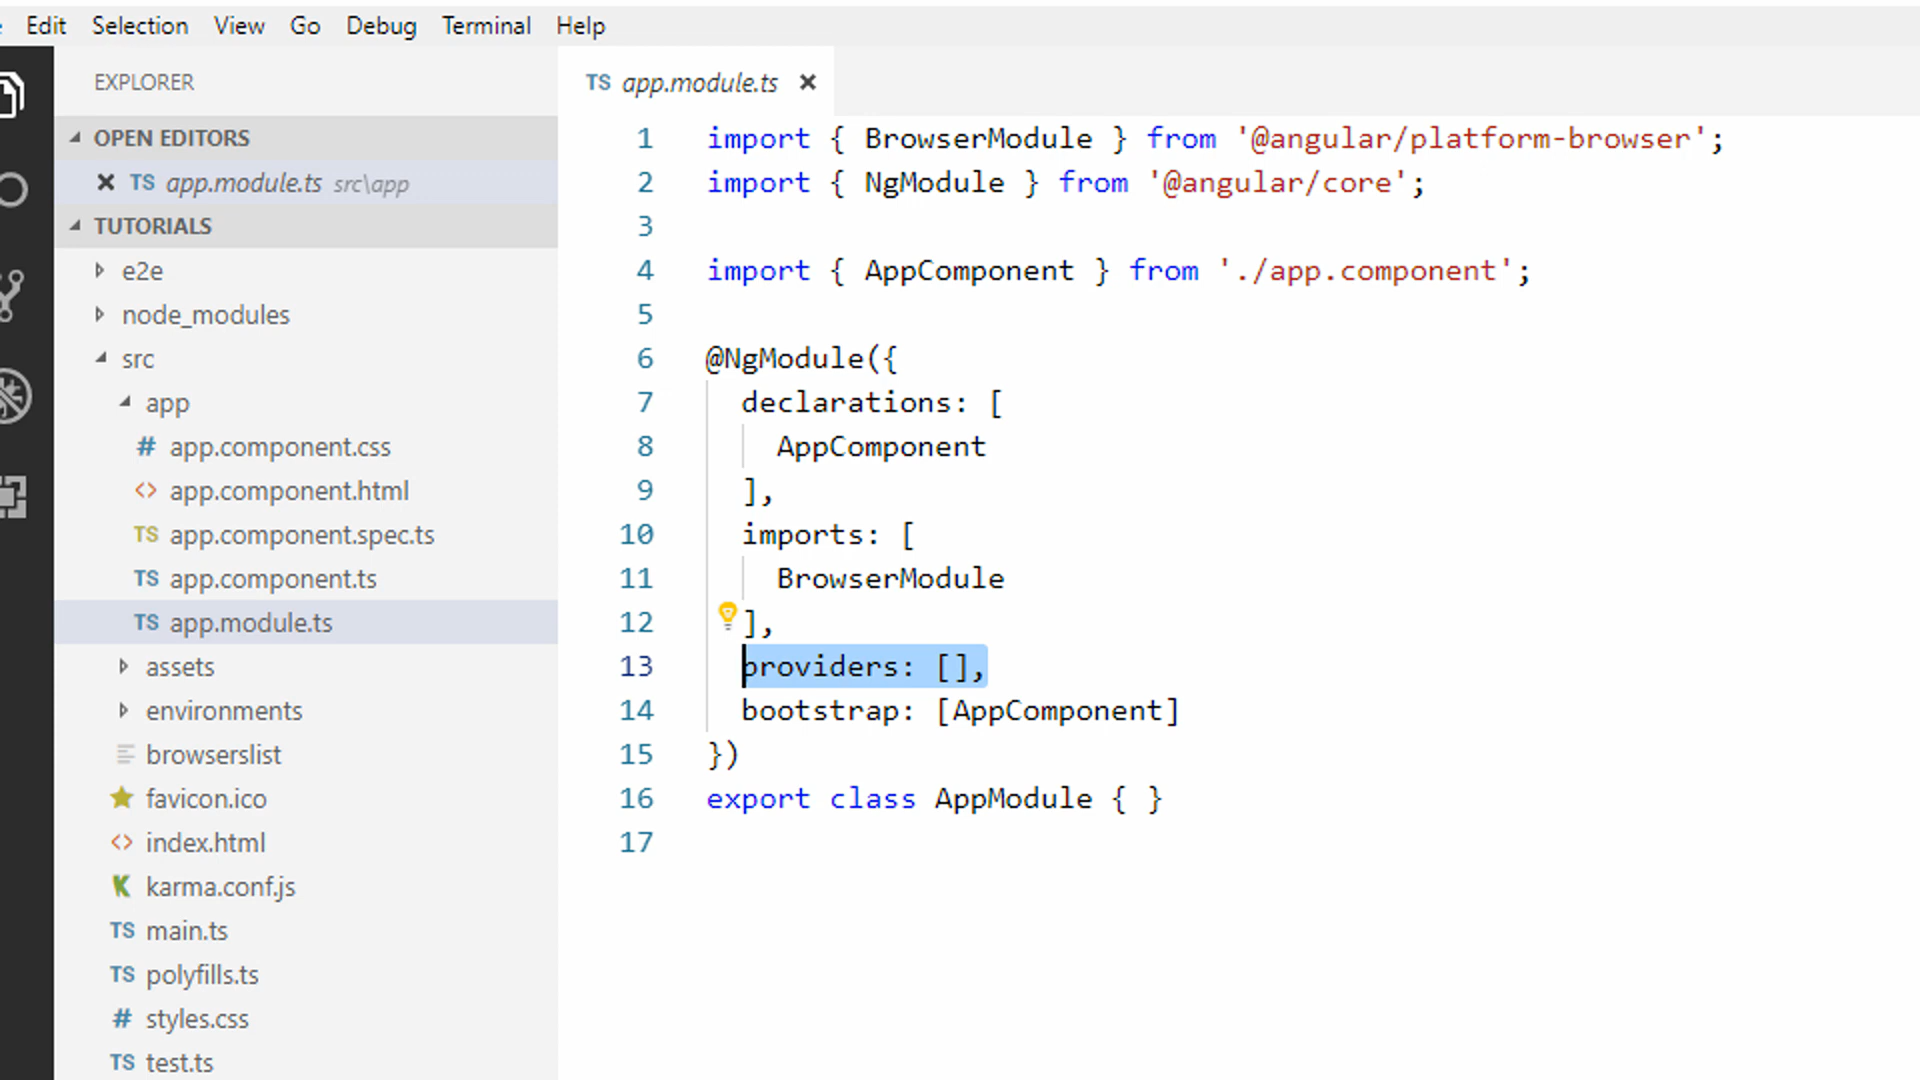 Edit Selection View Go Debug Terminal Help
EXPLORER
OPEN EDITORS
TS app.module.ts src\app
TUTORIALS
e2e
node_modules
src
app
# app.component.css
<> app.component.html
TS app.component.spec.ts
TS app.component.ts
TS app.module.ts
assets
environments
browserslist
favicon.ico
<> index.html
karma.conf.js
TS main.ts
TS polyfills.ts
# styles.css
TS test.ts
TS app.module.ts
1 import { BrowserModule } from '@angular/platform-browser';
2 import { NgModule } from '@angular/core';
3
4 import { AppComponent } from './app.component';
5
6 @NgModule({
7 declarations: [
8 AppComponent
9 ],
10 imports: [
11 BrowserModule
12 ],
13 providers: [],
14 bootstrap: [AppComponent]
15 })
16 export class AppModule { }
17